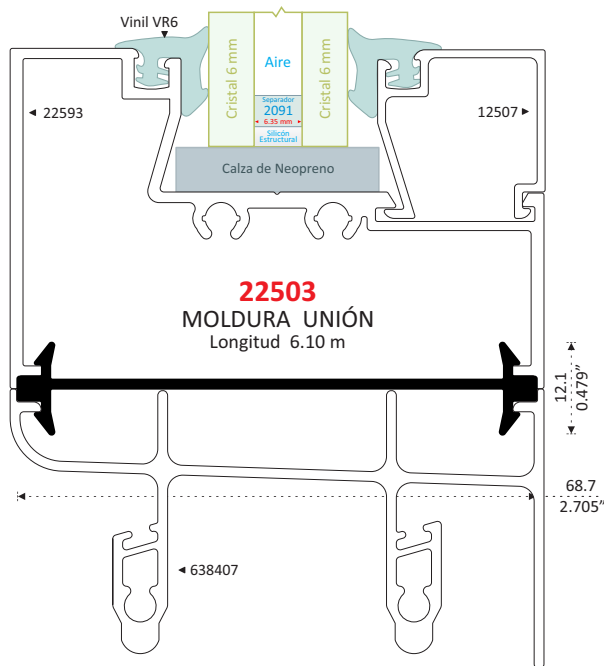 Vinil VR6
Cristal 6 mm
Aire
Cristal 6 mm
Separador
2091
6.35 mm
Silicón
Estructural
22593
12507
Calza de Neopreno
22503
MOLDURA UNIÓN
Longitud 6.10 m
12.1
0.479”
68.7
2.705”
638407